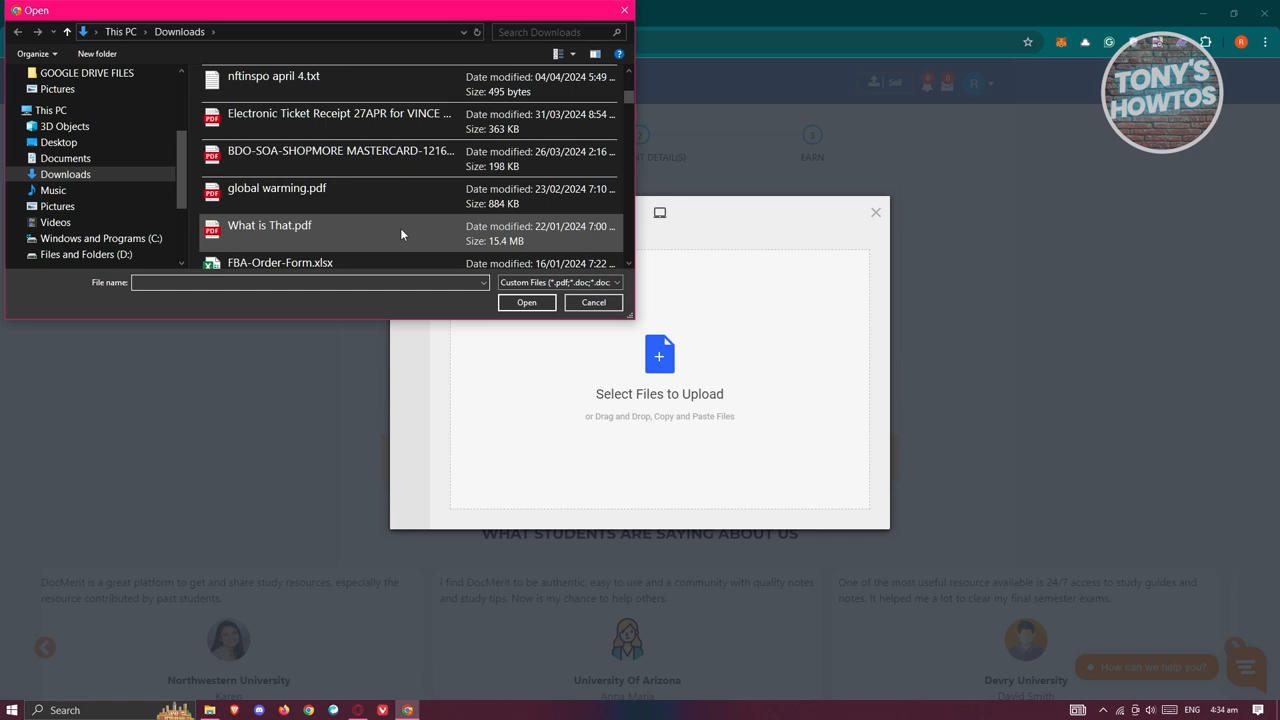 Open
This PC
Downloads
Search Downloads
Organize
New folder
GOOGLE DRIVE FILES
Pictures
This PC
3D Objects
Desktop
Documents
Downloads
Music
Pictures
Videos
Windows and Programs (C:)
Files and Folders (D:)
nftinspo april 4.txt
Date modified: 04/04/2024 5:49 ...
Size: 495 bytes
Electronic Ticket Receipt 27APR for VINCE ...
Date modified: 31/03/2024 8:54 ...
Size: 363 KB
BDO-SOA-SHOPMORE MASTERCARD-1216...
Date modified: 26/03/2024 2:16 ...
Size: 198 KB
global warming.pdf
Date modified: 23/02/2024 7:10 ...
Size: 884 KB
What is That.pdf
Date modified: 22/01/2024 7:00 ...
Size: 15.4 MB
FBA-Order-Form.xlsx
Date modified: 16/01/2024 7:22 ...
File name:
Custom Files (*.pdf;*.doc;*.doc
Open
Cancel
TONY'S
HOWTOS
Sell
R
NT DETAIL(S)
3
EARN
Select Files to Upload
or Drag and Drop, Copy and Paste Files
WHAT STUDENTS ARE SAYING ABOUT US
DocMerit is a great platform to get and share study resources, especially the
resource contributed by past students.
Northwestern University
Karen
I find DocMerit to be authentic, easy to use and a community with quality notes
and study tips. Now is my chance to help others.
University Of Arizona
Anna Maria
One of the most useful resource available is 24/7 access to study guides and
notes. It helped me a lot to clear my final semester exams.
Devry University
David Smith
How can we help you?
Search
ENG
4:34 am